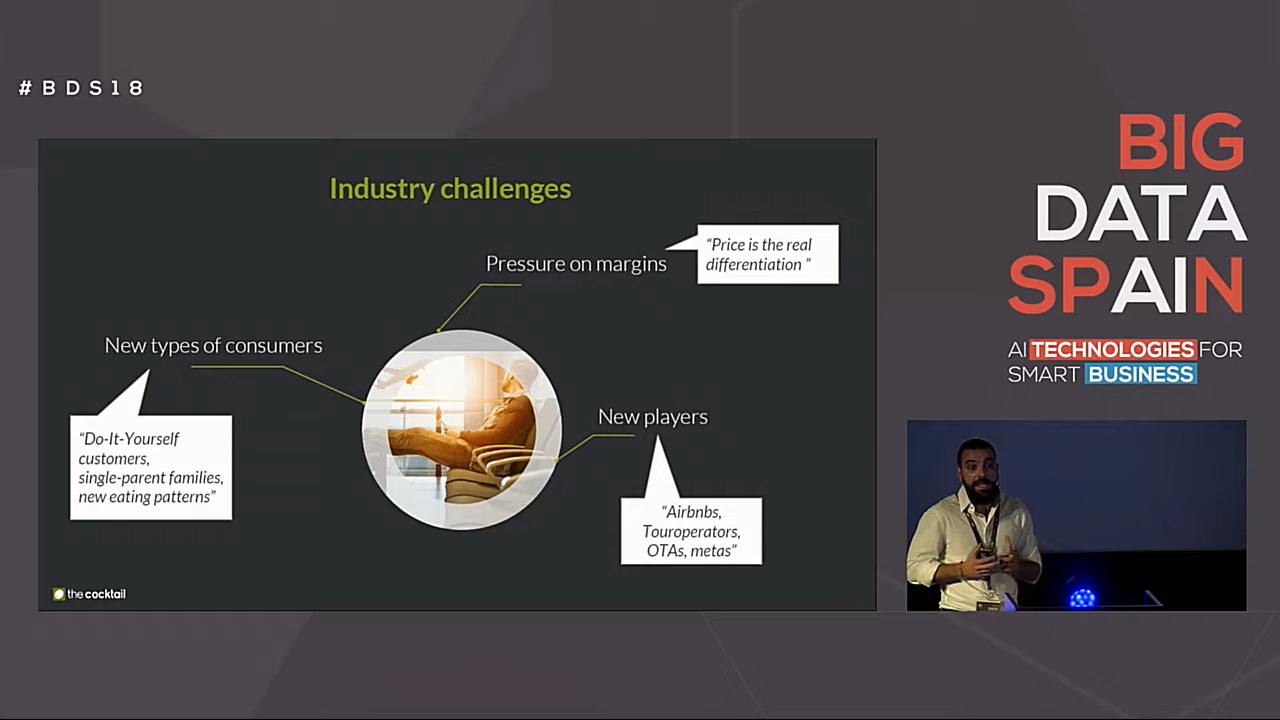 #BDS18
Industry challenges
Pressure on margins
“Price is the real
differentiation ”
New types of consumers
“Do-It-Yourself
customers,
single-parent families,
new eating patterns”
New players
“Airbnbs,
Touroperators,
OTAs, metas”
the cocktail
BIG
DATA
SPAIN
AI TECHNOLOGIES FOR
SMART BUSINESS